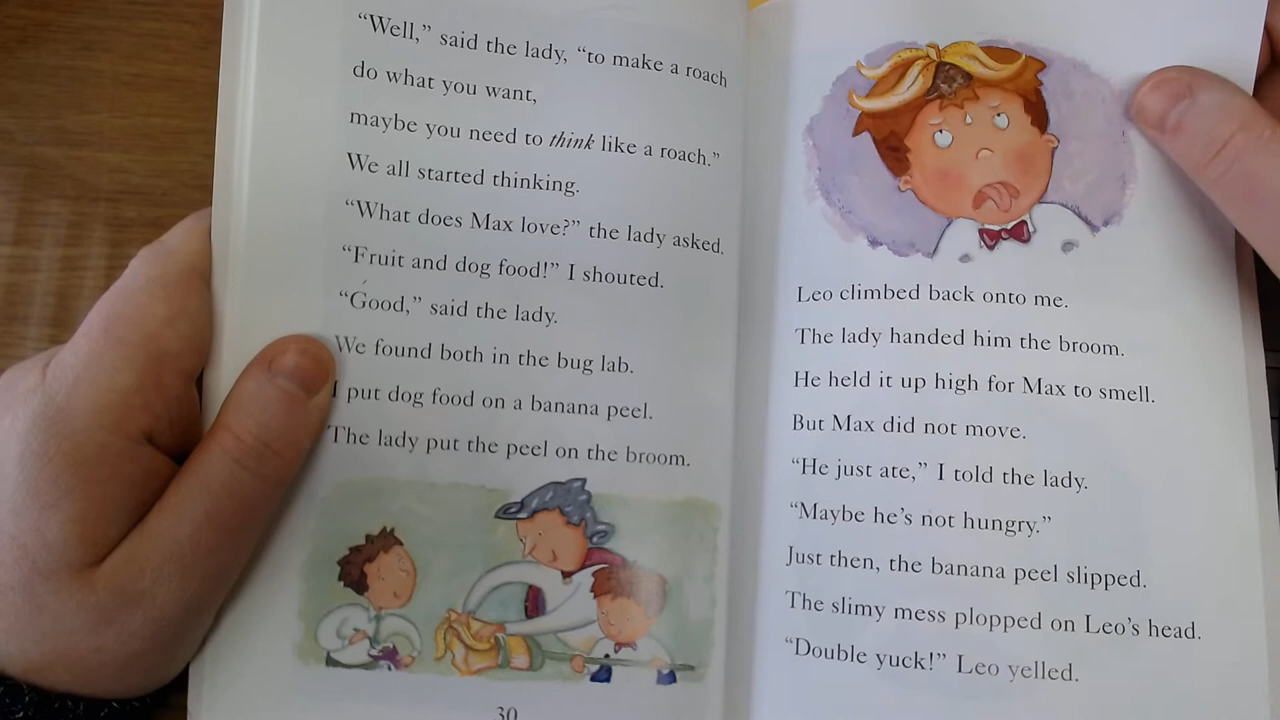 “Well,” said the lady, “to make a roach
do what you want,
maybe you need to think like a roach.”
We all started thinking.
“What does Max love?” the lady asked.
“Fruit and dog food!” I shouted.
“Good,” said the lady.
We found both in the bug lab.
I put dog food on a banana peel.
The lady put the peel on the broom.
30
Leo climbed back onto me.
The lady handed him the broom.
He held it up high for Max to smell.
But Max did not move.
“He just ate,” I told the lady.
“Maybe he’s not hungry.”
Just then, the banana peel slipped.
The slimy mess plopped on Leo’s head.
“Double yuck!” Leo yelled.